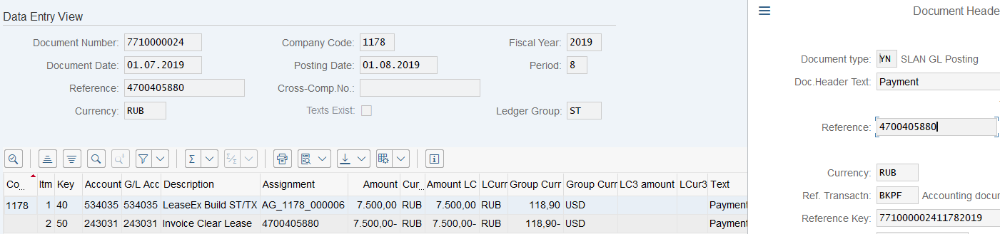 Data Entry View
Document Number: 7710000024 Company Code: 1178 Fiscal Year: 2019
Document Date: 01.07.2019 Posting Date: 01.08.2019 Period: 8
Reference: 4700405880 Cross-Comp.No.:
Currency: RUB Texts Exist: Ledger Group: ST
Co... Itm Key Account G/L Acc Description Assignment Amount Cur... Amount LC LCurr Group Curr Group Curr LC3 amount LCur3 Text
1178 1 40 534035 534035 LeaseEx Build ST/TX AG_1178_000006 7.500,00 RUB 7.500,00 RUB 118,90 USD Payment
2 50 243031 243031 Invoice Clear Lease 4700405880 7.500,00- RUB 7.500,00- RUB 118,90- USD Payment
Document Heade
Document type: YN SLAN GL Posting
Doc.Header Text: Payment
Reference: 4700405880
Currency: RUB
Ref. Transactn: BKPF Accounting docu
Reference Key: 771000002411782019